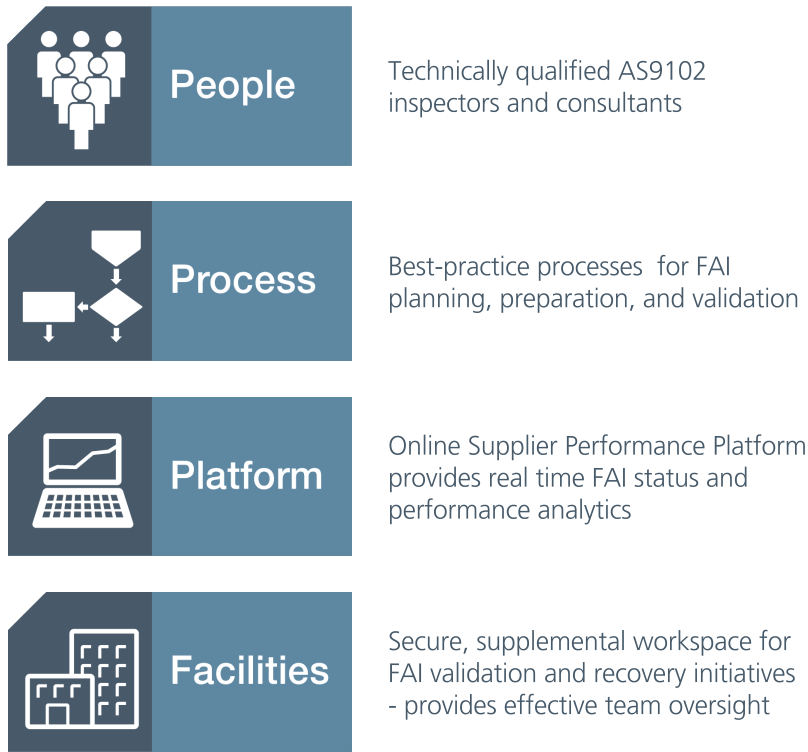 People
Technically qualified AS9102
inspectors and consultants
Process
Best-practice processes for FAI
planning, preparation, and validation
Platform
Online Supplier Performance Platform
provides real time FAI status and
performance analytics
Facilities
Secure, supplemental workspace for
FAI validation and recovery initiatives
- provides effective team oversight